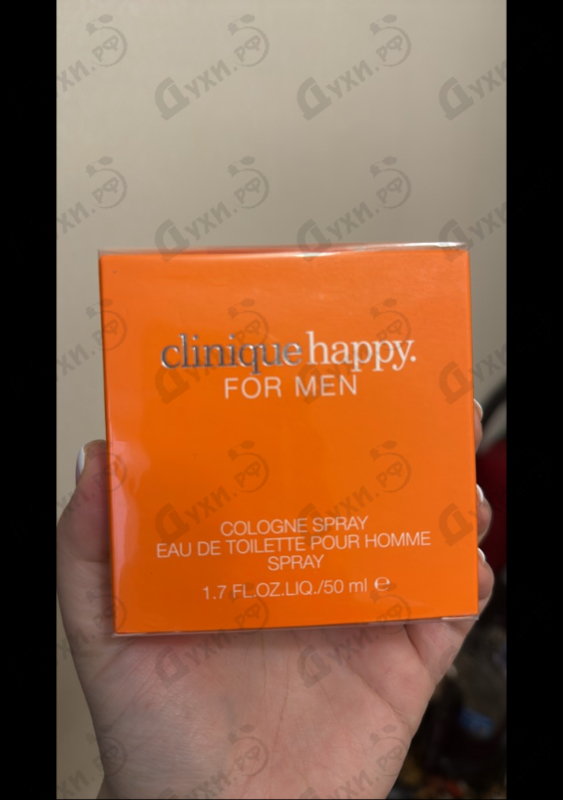 clinique happy.
FOR MEN
COLOGNE SPRAY
EAU DE TOILETTE POUR HOMME
SPRAY
1.7 FL.OZ.LIQ./50 ml ℮
Духи.РФ